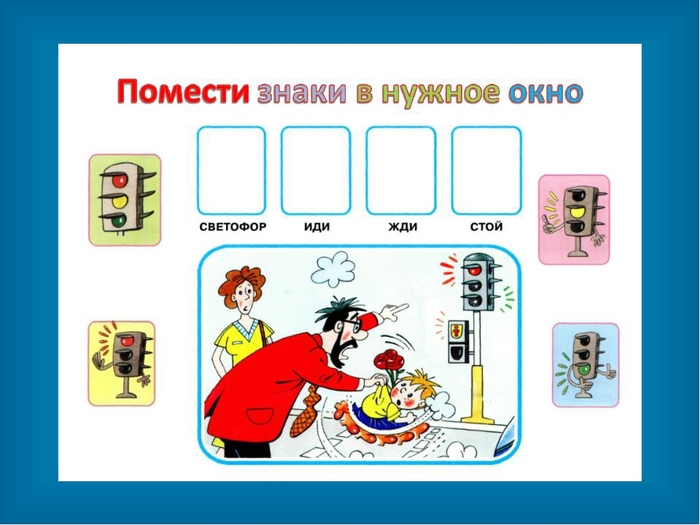 Помести знаки в нужное окно
СВЕТОФОР ИДИ ЖДИ СТОЙ